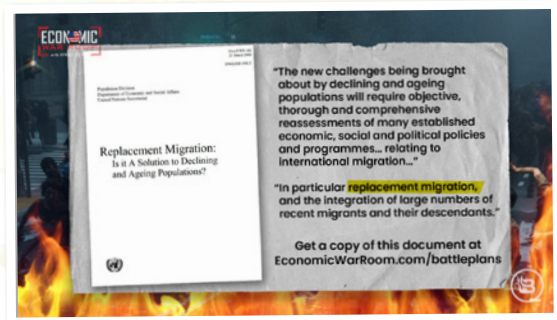 ECONOMIC
WAR ROOM
Population Division
Department of Economic and Social Affairs
United Nations Secretariat
Replacement Migration:
Is it A Solution to Declining
and Ageing Populations?
"The new challenges being brought
about by declining and ageing
populations will require objective,
thorough and comprehensive
reassessments of many established
economic, social and political policies
and programmes... relating to
international migration..."
"In particular replacement migration,
and the integration of large numbers of
recent migrants and their descendants."
Get a copy of this document at
EconomicWarRoom.com/battleplans